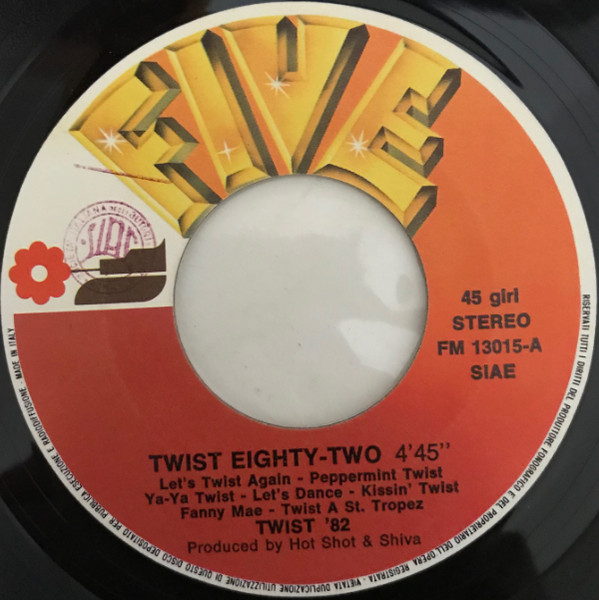 FIVE
SIAE
45 giri
STEREO
FM 13015-A
SIAE
TWIST EIGHTY-TWO 4'45"
Let's Twist Again - Peppermint Twist
Ya-Ya Twist - Let's Dance - Kissin' Twist
Fanny Mae - Twist A St. Tropez
TWIST '82
Produced by Hot Shot & Shiva
RISERVATI TUTTI I DIRITTI DEL PRODUTTORE FONOGRAFICO E DEL PROPRIETARIO DELL'OPERA REGISTRATA - VIETATA DUPLICAZIONE UTILIZZAZIONE DI QUESTO DISCO DEPOSITATO PER PUBBLICA ESECUZIONE E RADIODIFFUSIONE - MADE IN ITALY